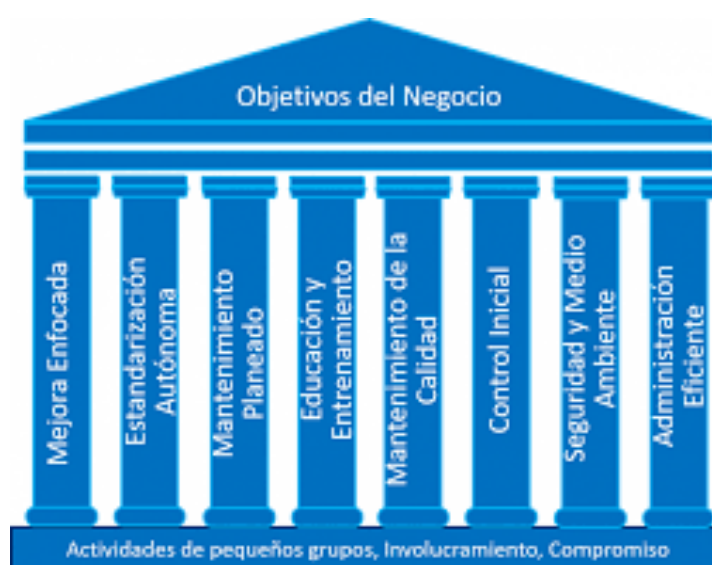 Objetivos del Negocio
Mejora Enfocada
Estandarización
Autónoma
Mantenimiento
Planeado
Educación y
Entrenamiento
Mantenimiento de la
Calidad
Control Inicial
Seguridad y Medio
Ambiente
Administración
Eficiente
Actividades de pequeños grupos, Involucramiento, Compromiso